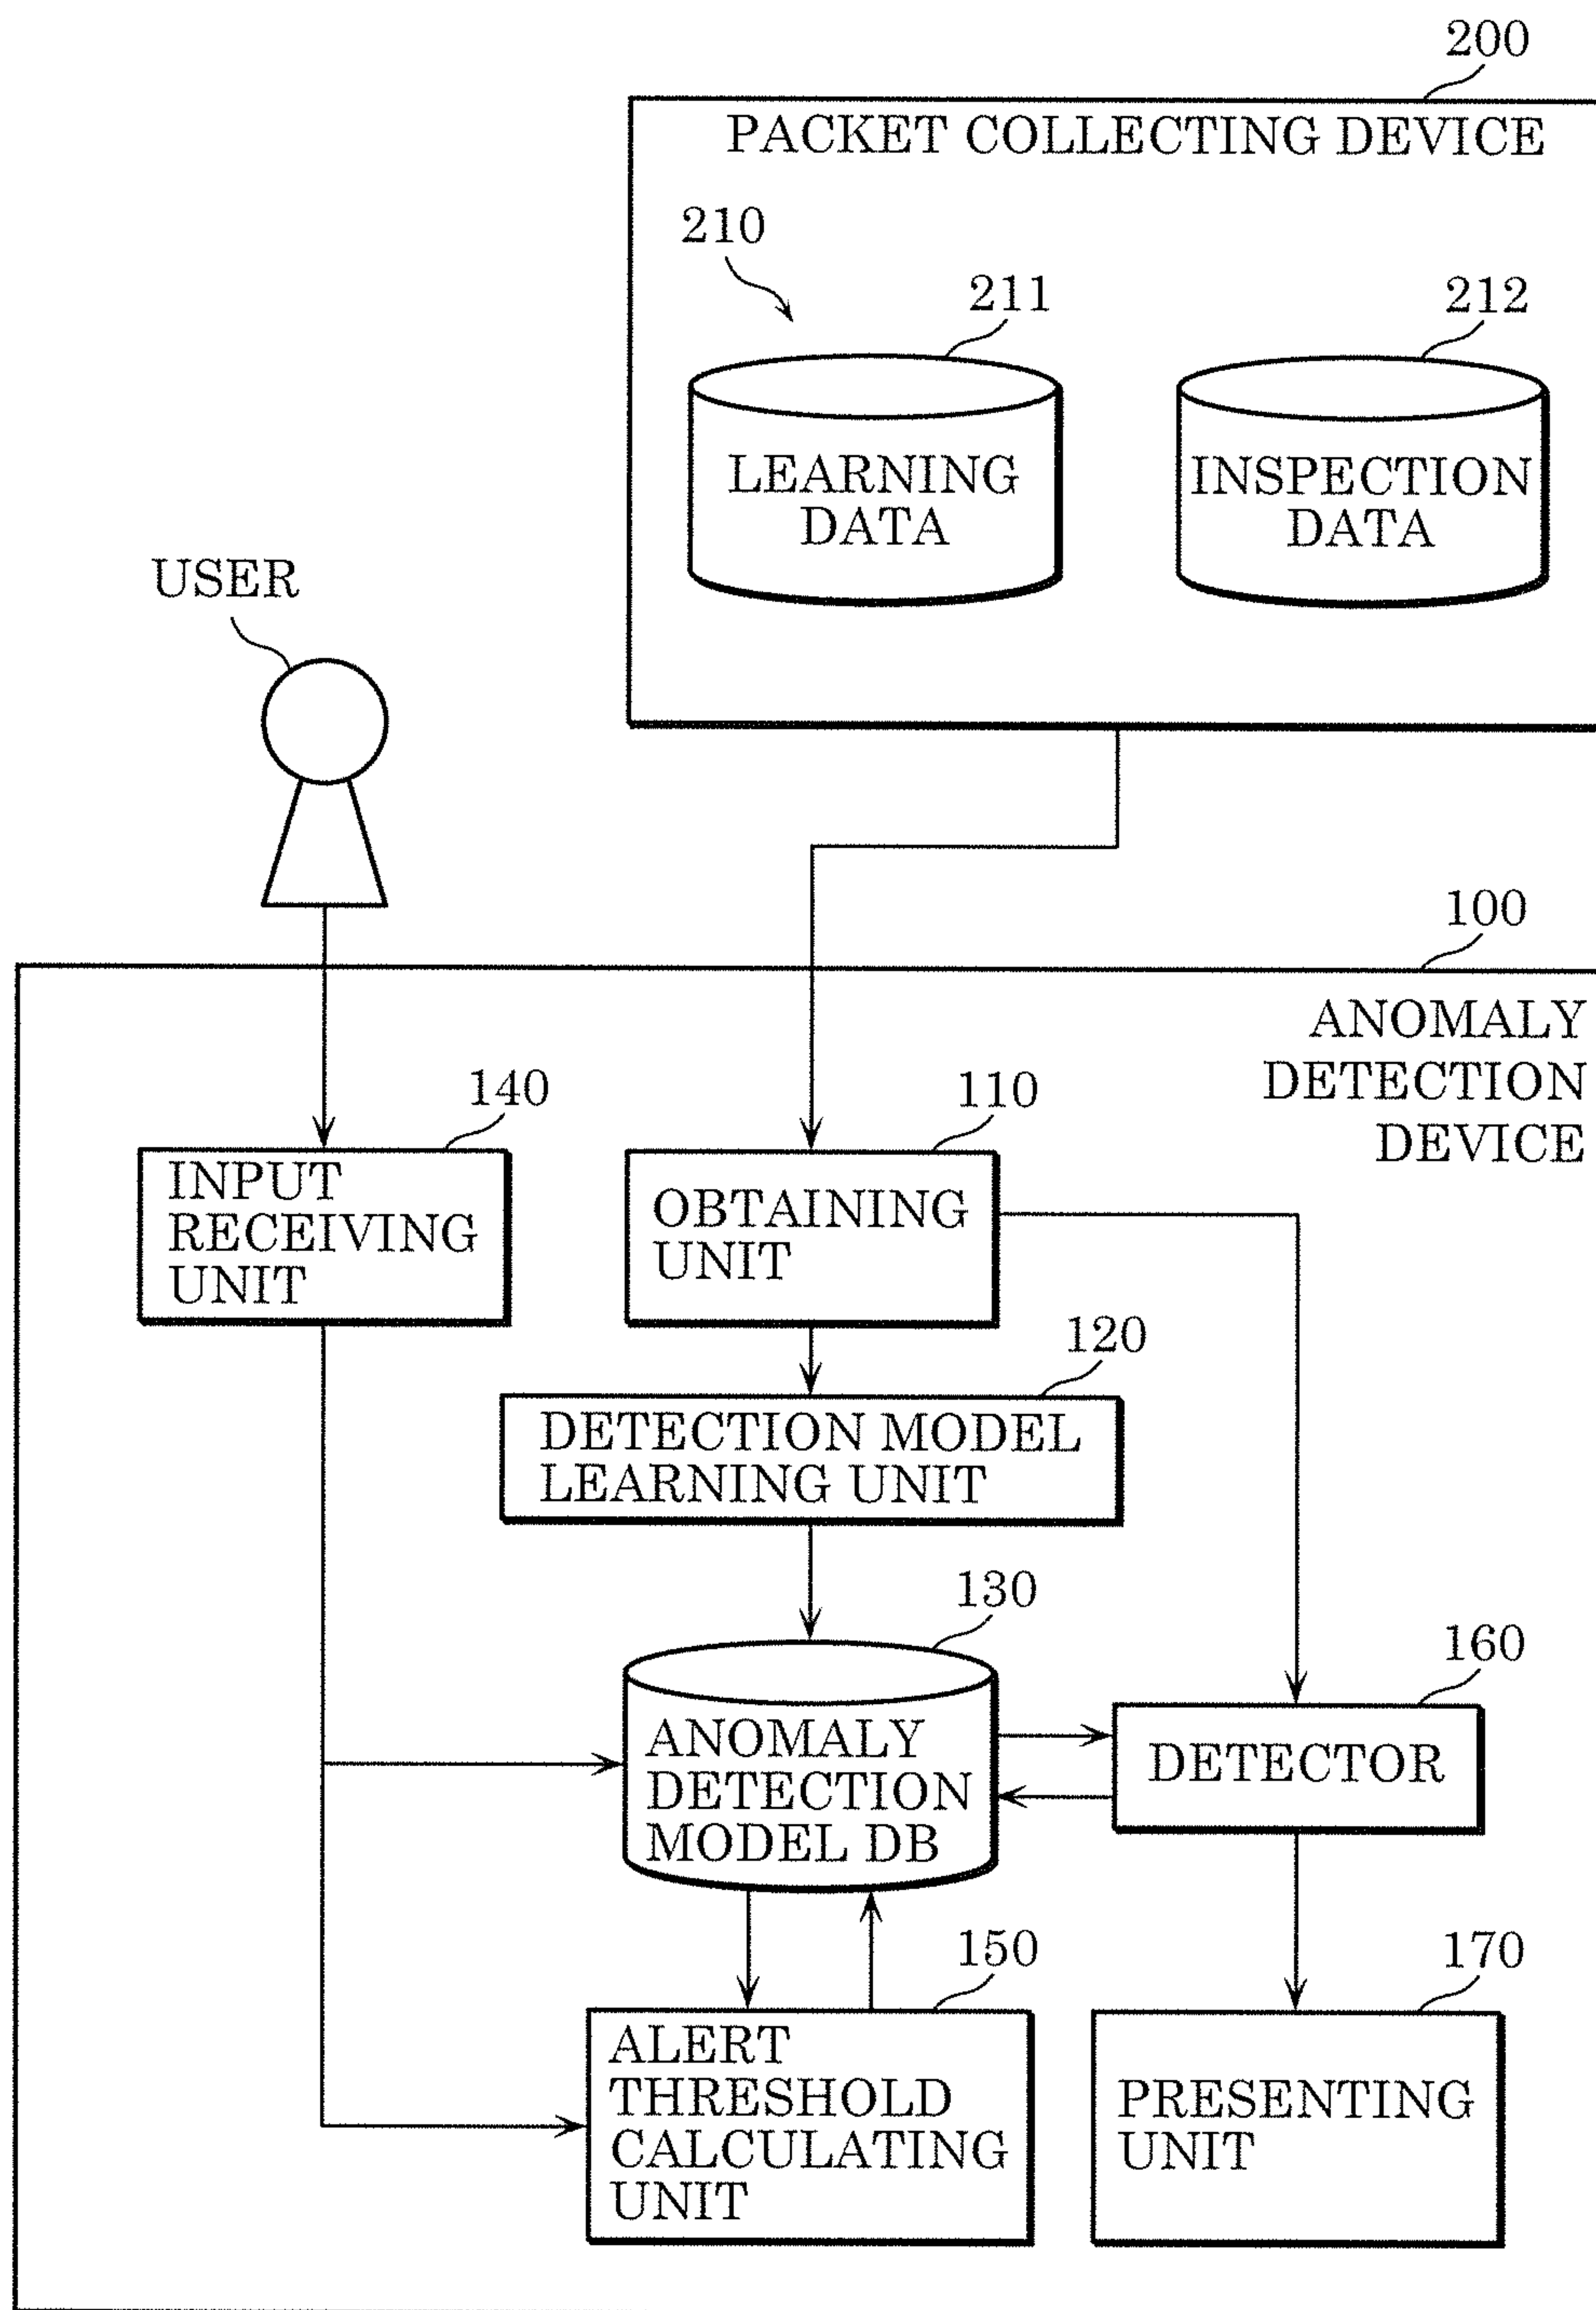 200
PACKET COLLECTING DEVICE
210
211
212
LEARNING
DATA
INSPECTION
DATA
USER
100
ANOMALY
DETECTION
DEVICE
140
110
INPUT
RECEIVING
UNIT
OBTAINING
UNIT
120
DETECTION MODEL
LEARNING UNIT
130
160
ANOMALY
DETECTION
MODEL DB
DETECTOR
150
170
ALERT
THRESHOLD
CALCULATING
UNIT
PRESENTING
UNIT